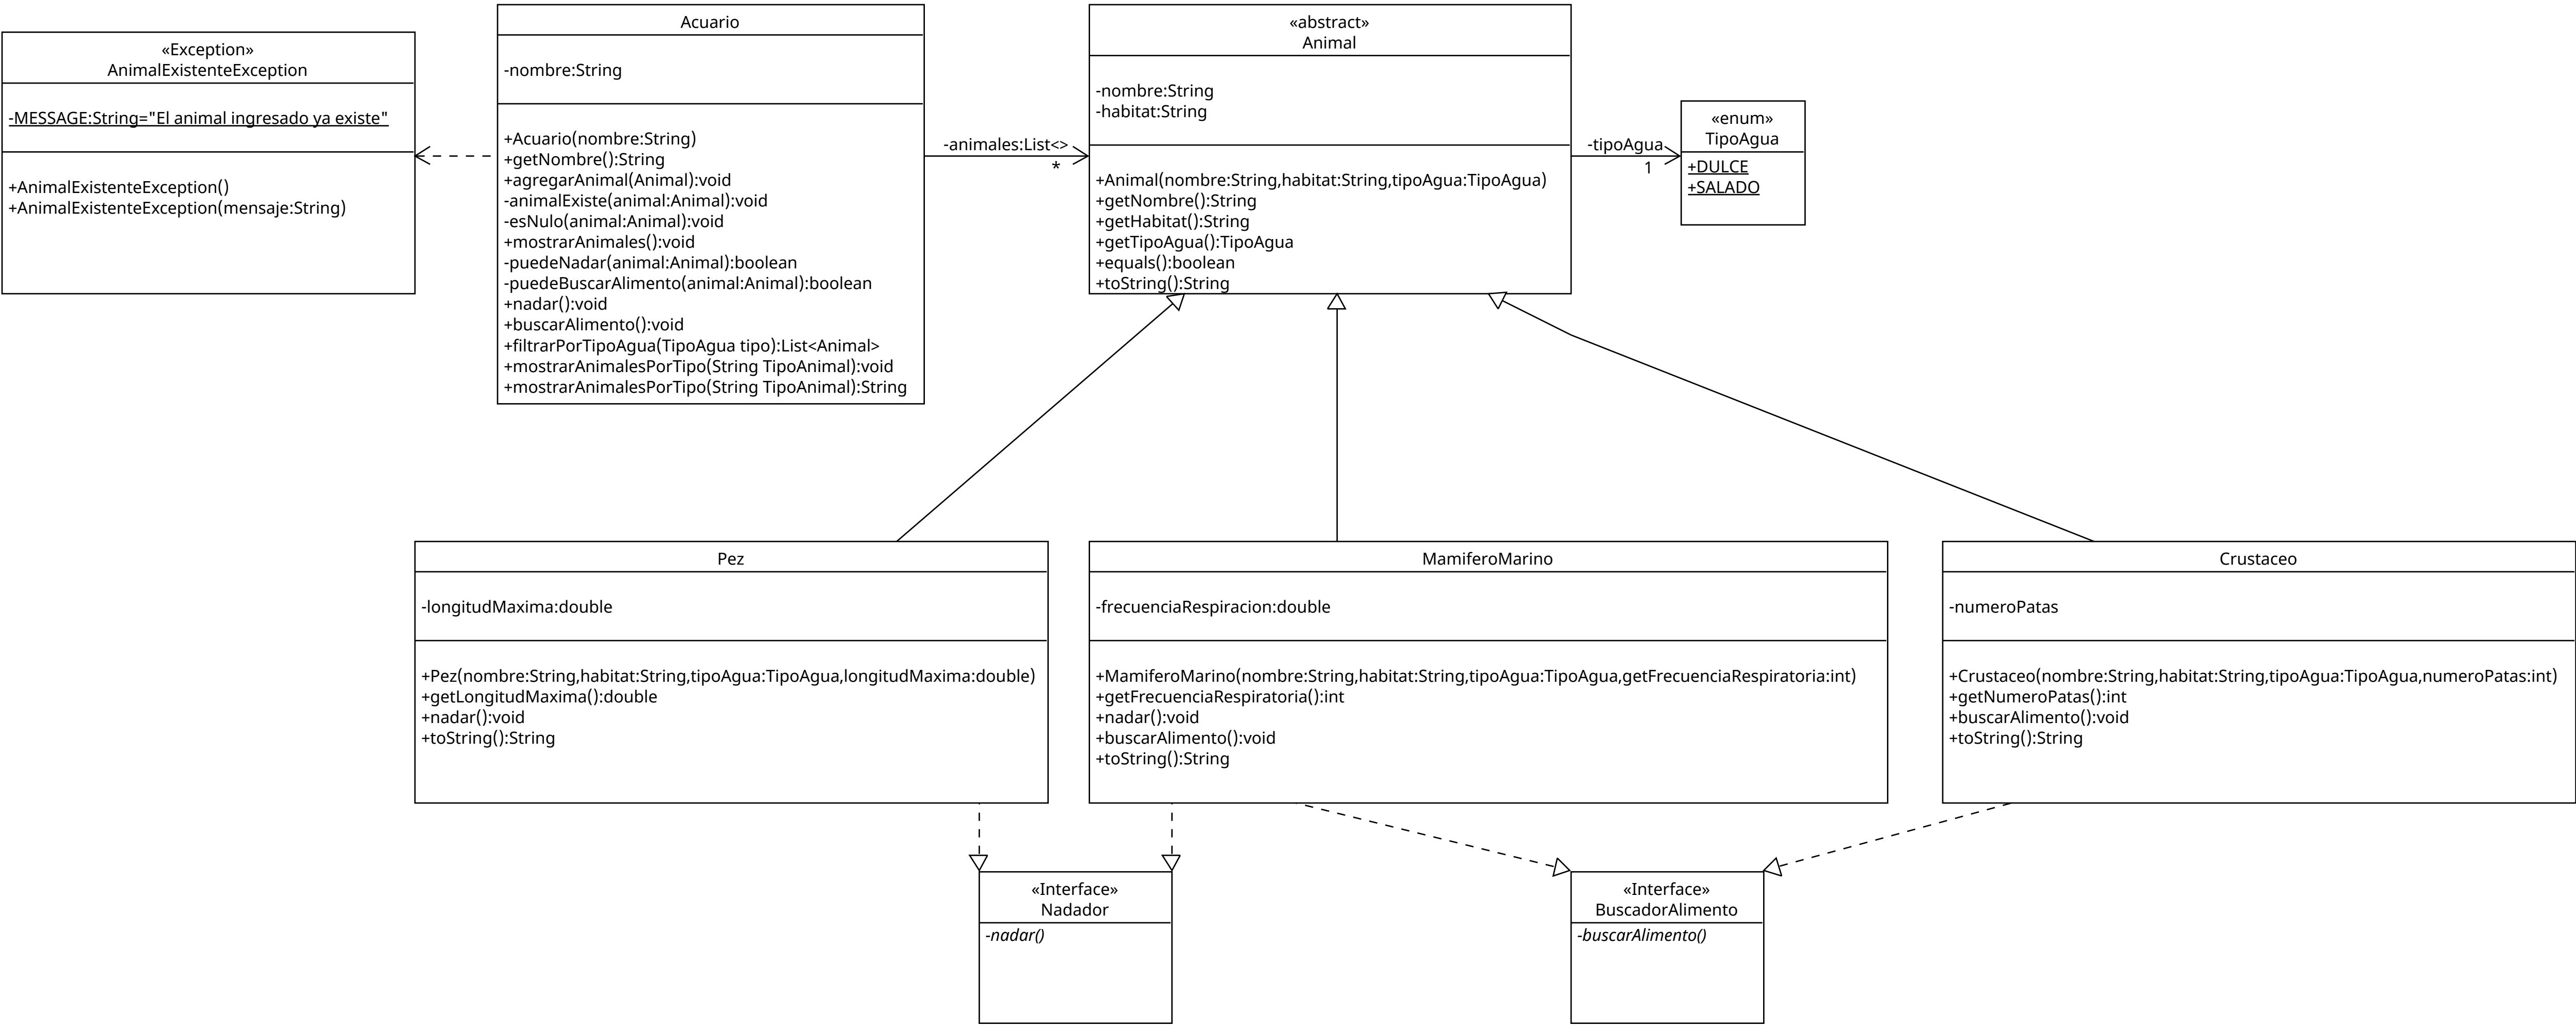 «Exception»
AnimalExistenteException
-MESSAGE:String="El animal ingresado ya existe"
+AnimalExistenteException()
+AnimalExistenteException(mensaje:String)
Acuario
-nombre:String
+Acuario(nombre:String)
+getNombre():String
+agregarAnimal(Animal):void
-animalExiste(animal:Animal):void
-esNulo(animal:Animal):void
+mostrarAnimales():void
-puedeNadar(animal:Animal):boolean
-puedeBuscarAlimento(animal:Animal):boolean
+nadar():void
+buscarAlimento():void
+filtrarPorTipoAgua(TipoAgua tipo):List<Animal>
+mostrarAnimalesPorTipo(String TipoAnimal):void
+mostrarAnimalesPorTipo(String TipoAnimal):String
-animales:List<>
*
«abstract»
Animal
-nombre:String
-habitat:String
+Animal(nombre:String,habitat:String,tipoAgua:TipoAgua)
+getNombre():String
+getHabitat():String
+getTipoAgua():TipoAgua
+equals():boolean
+toString():String
-tipoAgua
1
«enum»
TipoAgua
+DULCE
+SALADO
Pez
-longitudMaxima:double
+Pez(nombre:String,habitat:String,tipoAgua:TipoAgua,longitudMaxima:double)
+getLongitudMaxima():double
+nadar():void
+toString():String
MamiferoMarino
-frecuenciaRespiracion:double
+MamiferoMarino(nombre:String,habitat:String,tipoAgua:TipoAgua,getFrecuenciaRespiratoria:int)
+getFrecuenciaRespiratoria():int
+nadar():void
+buscarAlimento():void
+toString():String
Crustaceo
-numeroPatas
+Crustaceo(nombre:String,habitat:String,tipoAgua:TipoAgua,numeroPatas:int)
+getNumeroPatas():int
+buscarAlimento():void
+toString():String
«Interface»
Nadador
-nadar()
«Interface»
BuscadorAlimento
-buscarAlimento()